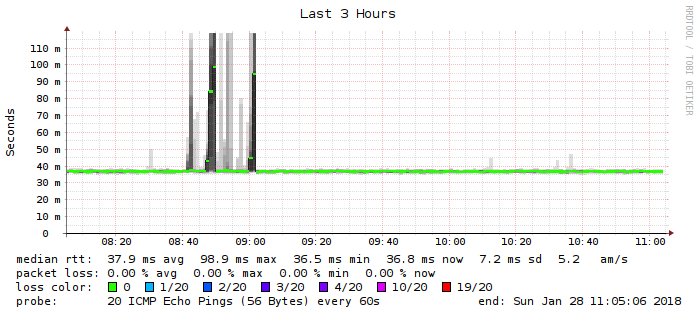 Last 3 Hours
RRDTOOL / TOBI OETIKER
Seconds
110 m
100 m
90 m
80 m
70 m
60 m
50 m
40 m
30 m
20 m
10 m
0
08:20 08:40 09:00 09:20 09:40 10:00 10:20 10:40 11:00
median rtt: 37.9 ms avg 98.9 ms max 36.5 ms min 36.8 ms now 7.2 ms sd 5.2 am/s
packet loss: 0.00 % avg 0.00 % max 0.00 % min 0.00 % now
loss color: 0 1/20 2/20 3/20 4/20 10/20 19/20
probe: 20 ICMP Echo Pings (56 Bytes) every 60s end: Sun Jan 28 11:05:06 2018